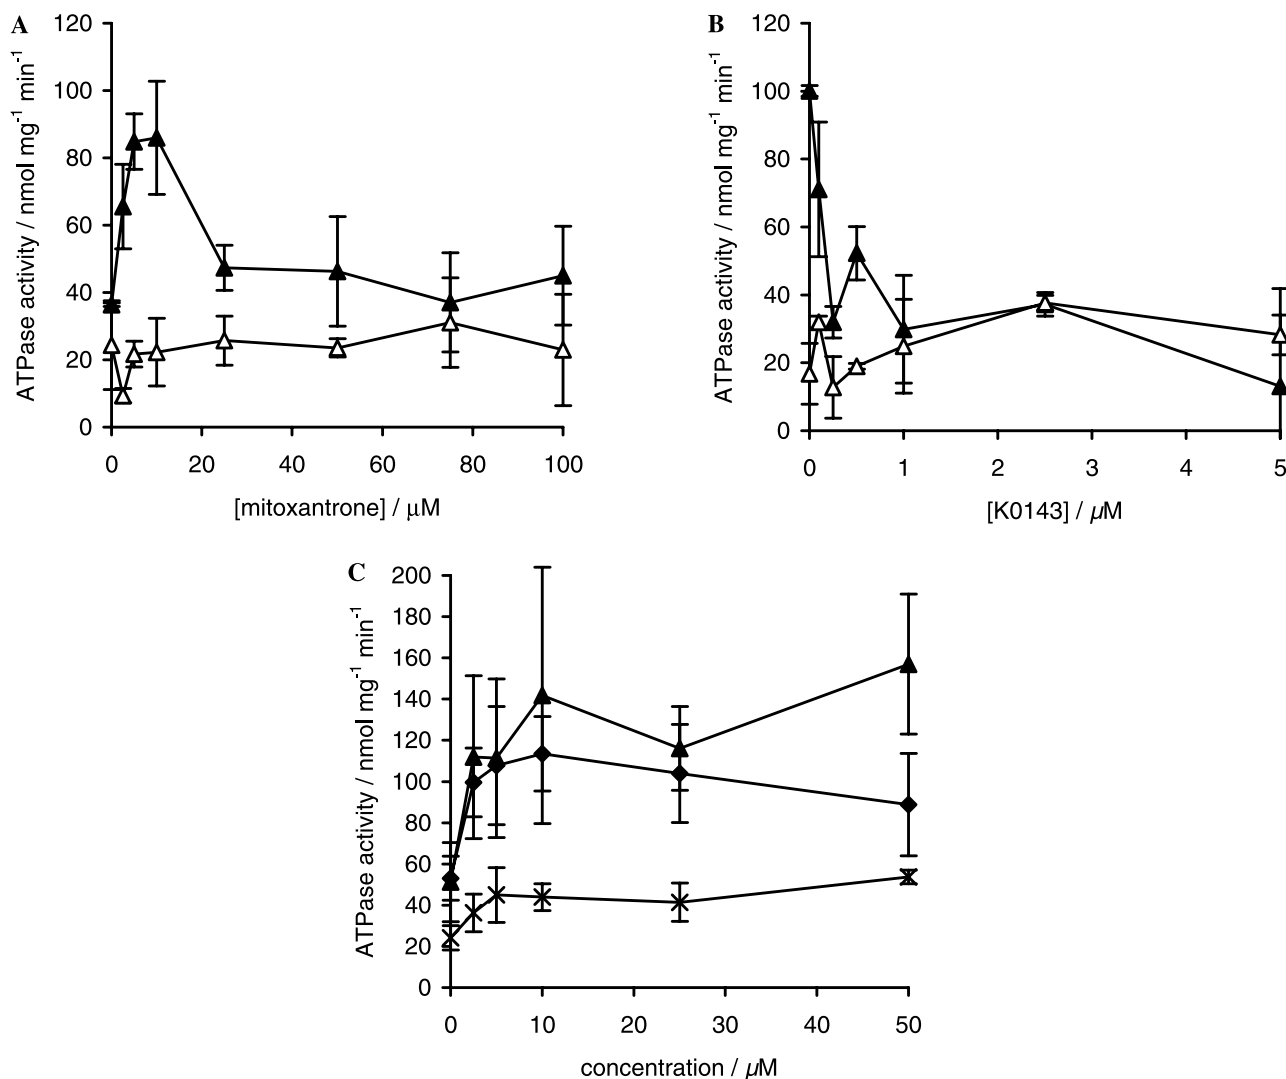 A
120
100
80
60
40
20
0
ATPase activity / nmol mg⁻¹ min⁻¹
0 20 40 60 80 100
[mitoxantrone] / μM
B
120
100
80
60
40
20
0
ATPase activity / nmol mg⁻¹ min⁻¹
0 1 2 3 4 5
[K0143] / μM
C
200
180
160
140
120
100
80
60
40
20
0
ATPase activity / nmol mg⁻¹ min⁻¹
0 10 20 30 40 50
concentration / μM